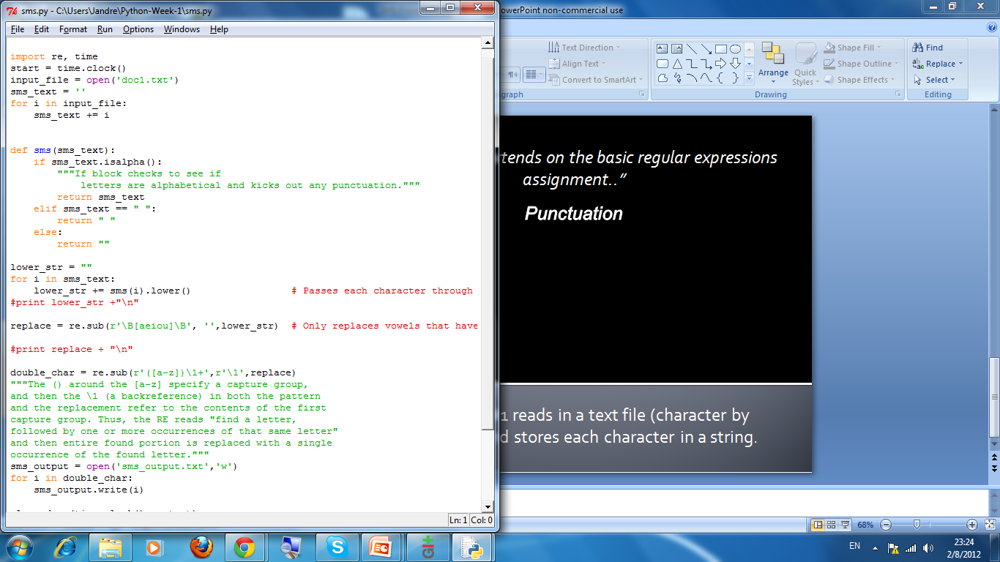 sms.py - C:\Users\Jandre\Python-Week-1\sms.py
File Edit Format Run Options Windows Help
import re, time
start = time.clock()
input_file = open('doc1.txt')
sms_text = ''
for i in input_file:
    sms_text += i
def sms(sms_text):
    if sms_text.isalpha():
        """If block checks to see if
            letters are alphabetical and kicks out any punctuation."""
        return sms_text
    elif sms_text == " ":
        return " "
    else:
        return ""
lower_str = ""
for i in sms_text:
    lower_str += sms(i).lower()                 # Passes each character through
#print lower_str +"\n"
replace = re.sub(r'\B[aeiou]\B', '',lower_str)  # Only replaces vowels that have
#print replace + "\n"
double_char = re.sub(r'([a-z])\1+',r'\1',replace)
"""The () around the [a-z] specify a capture group,
and then the \1 (a backreference) in both the pattern
and the replacement refer to the contents of the first
capture group. Thus, the RE reads "find a letter,
followed by one or more occurrences of that same letter"
and then entire found portion is replaced with a single
occurrence of the found letter."""
sms_output = open('sms_output.txt','w')
for i in double_char:
    sms_output.write(i)
Ln: 1 Col: 0
owerPoint non-commercial use
Text Direction
Align Text
Convert to SmartArt
graph
Arrange
Quick Styles
Shape Fill
Shape Outline
Shape Effects
Drawing
Find
Replace
Select
Editing
tends on the basic regular expressions
assignment..”
Punctuation
1 reads in a text file (character by
d stores each character in a string.
68%
EN
23:24
2/8/2012